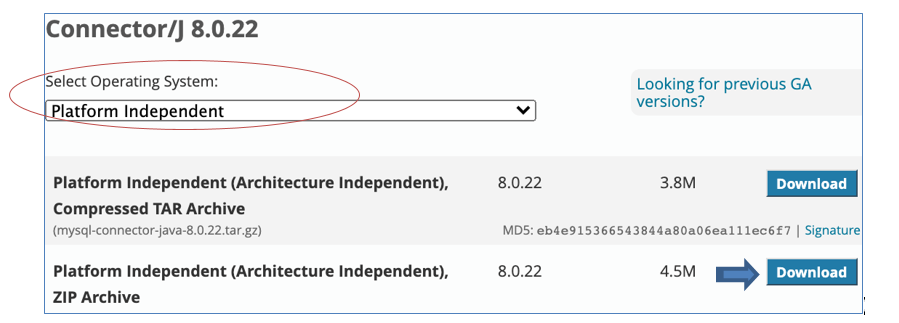 Connector/J 8.0.22
Select Operating System:
Looking for previous GA
versions?
Platform Independent
Platform Independent (Architecture Independent), 8.0.22 3.8M Download
Compressed TAR Archive
(mysql-connector-java-8.0.22.tar.gz) MD5: eb4e915366543844a80a06ea111ec6f7 | Signature
Platform Independent (Architecture Independent), 8.0.22 4.5M Download
ZIP Archive